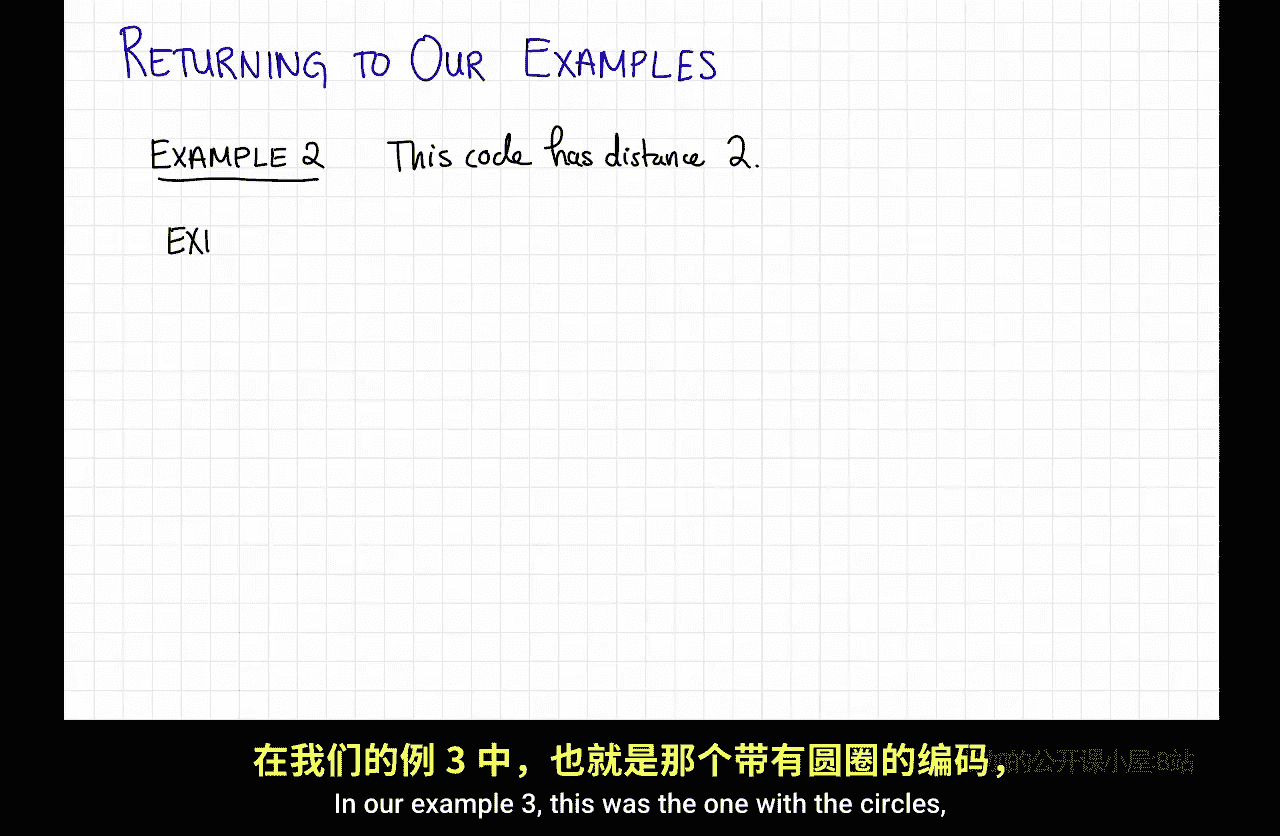 RETURNING TO OUR EXAMPLES
EXAMPLE 2 This code has distance 2.
EXI
在我们的例 3 中，也就是那个带有圆圈的编码，
的公开课小屋:B站
In our example 3, this was the one with the circles,